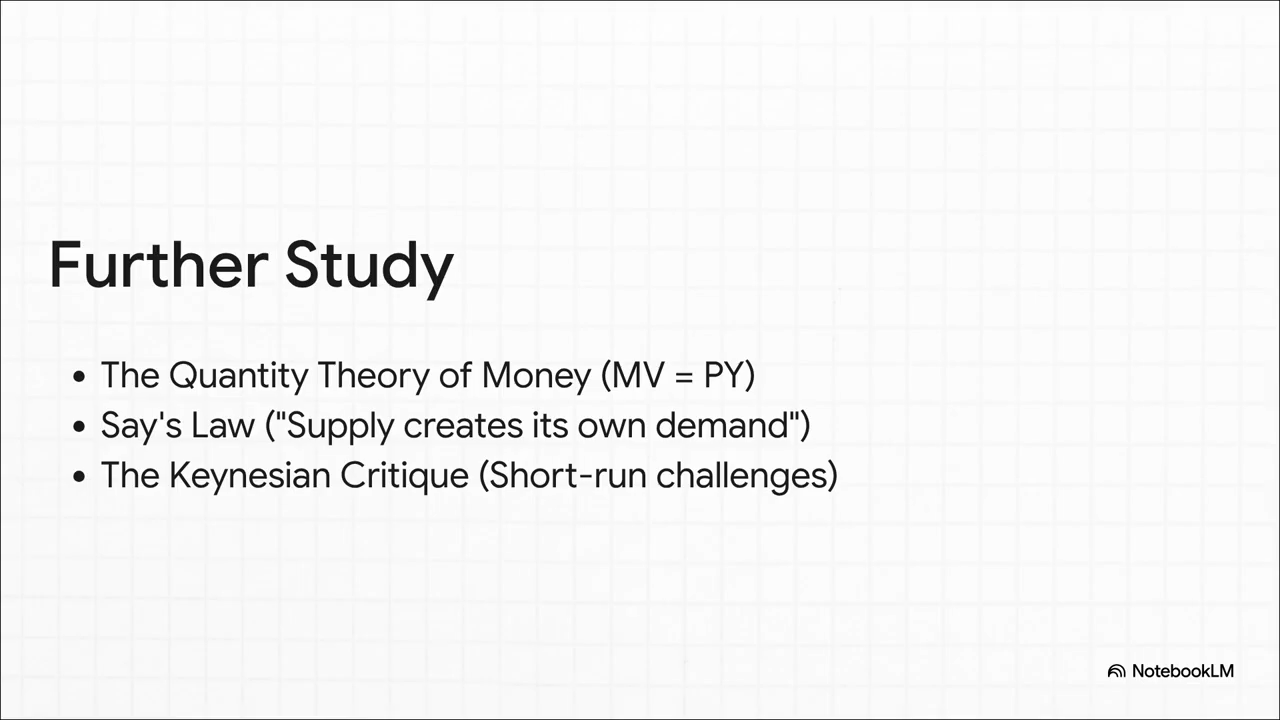 Further Study
• The Quantity Theory of Money (MV = PY)
• Say's Law ("Supply creates its own demand")
• The Keynesian Critique (Short-run challenges)
NotebookLM